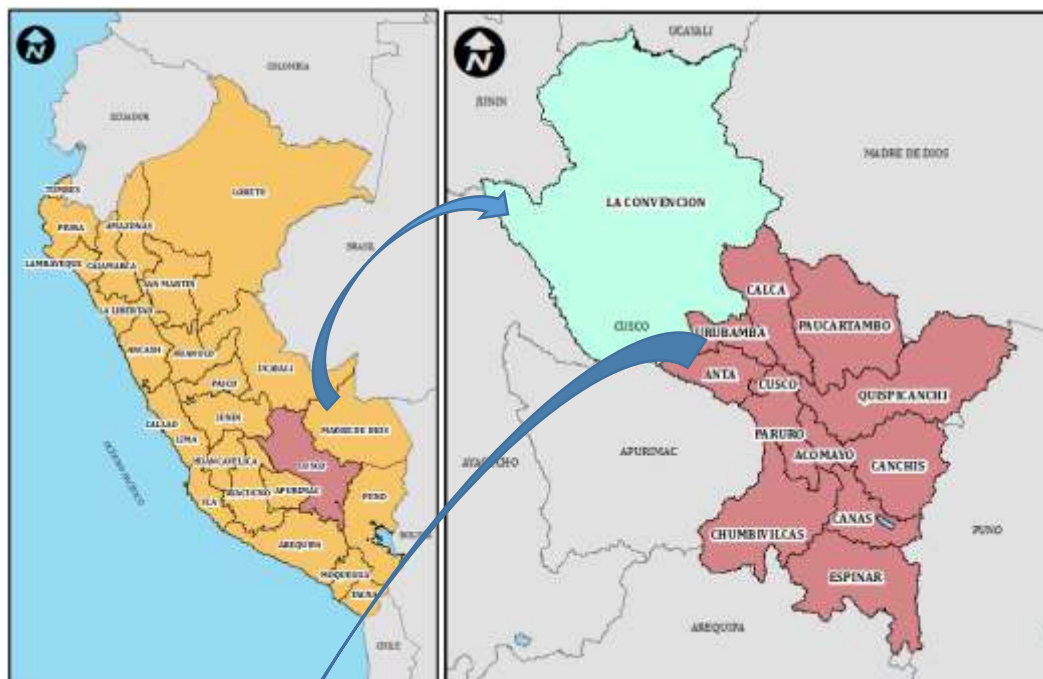 N
COLOMBIA
ECUADOR
TUMBES
LORETO
PIURA
AMAZONAS
BRASIL
LAMBAYEQUE
CAJAMARCA
SAN MARTIN
LA LIBERTAD
ANCASH
HUANUCO
UCAYALI
PASCO
JUNIN
CALLAO
LIMA
MADRE DE DIOS
HUANCAVELICA
CUSCO
ICA
AYACUCHO
APURIMAC
PUNO
OCEANO PACIFICO
AREQUIPA
MOQUEGUA
TACNA
CHILE
N
UCAYALI
JUNIN
MADRE DE DIOS
LA CONVENCION
CALCA
CUSCO
URUBAMBA
PAUCARTAMBO
ANTA
CUSCO
QUISPICANCHI
PARURO
ACOMAYO
APURIMAC
AYACUCHO
CANCHIS
CANAS
CHUMBIVILCAS
PUNO
ESPINAR
AREQUIPA